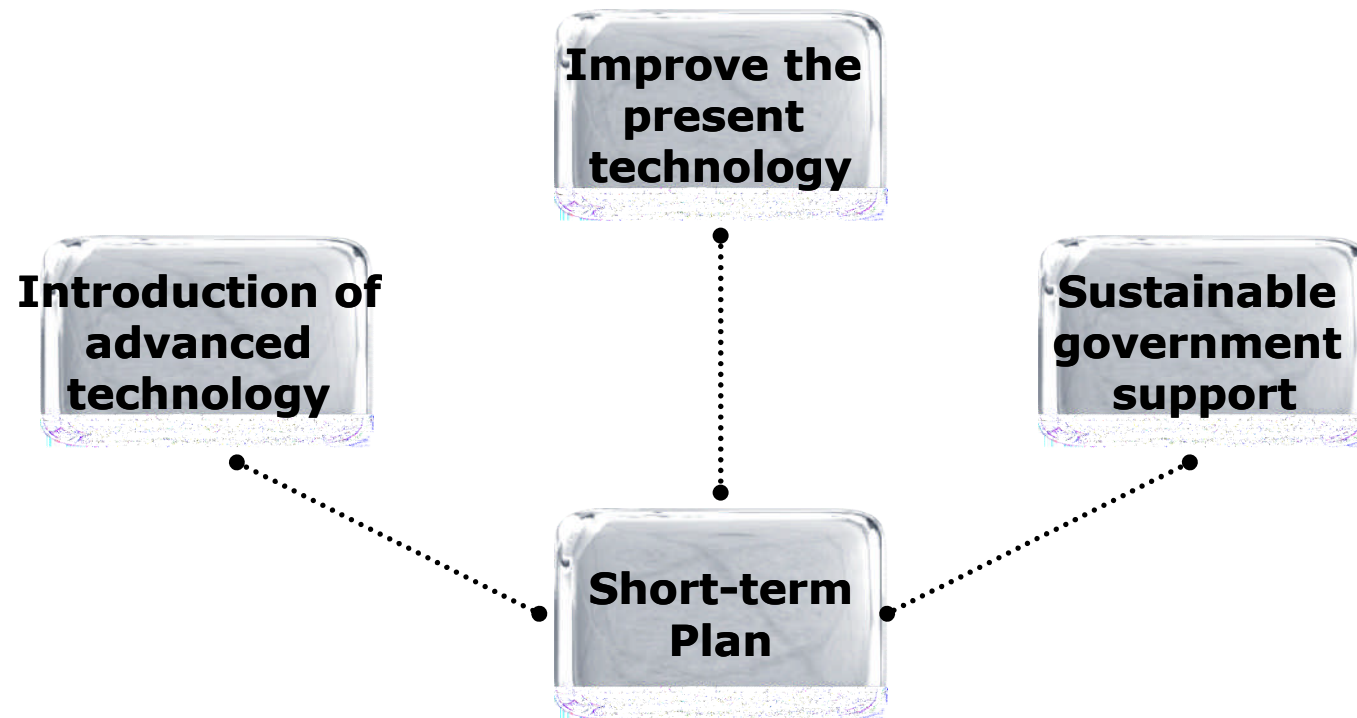 Improve the
present
technology
Introduction of
advanced
technology
Sustainable
government
support
Short-term
Plan